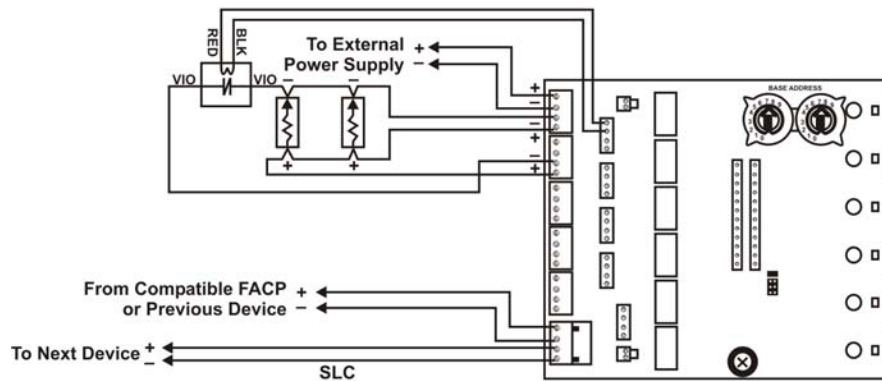 RED
BLK
VIO
VIO
To External +
Power Supply −
− −
+ +
+
−
−
+
−
+
BASE ADDRESS
From Compatible FACP +
or Previous Device −
To Next Device +
−
SLC